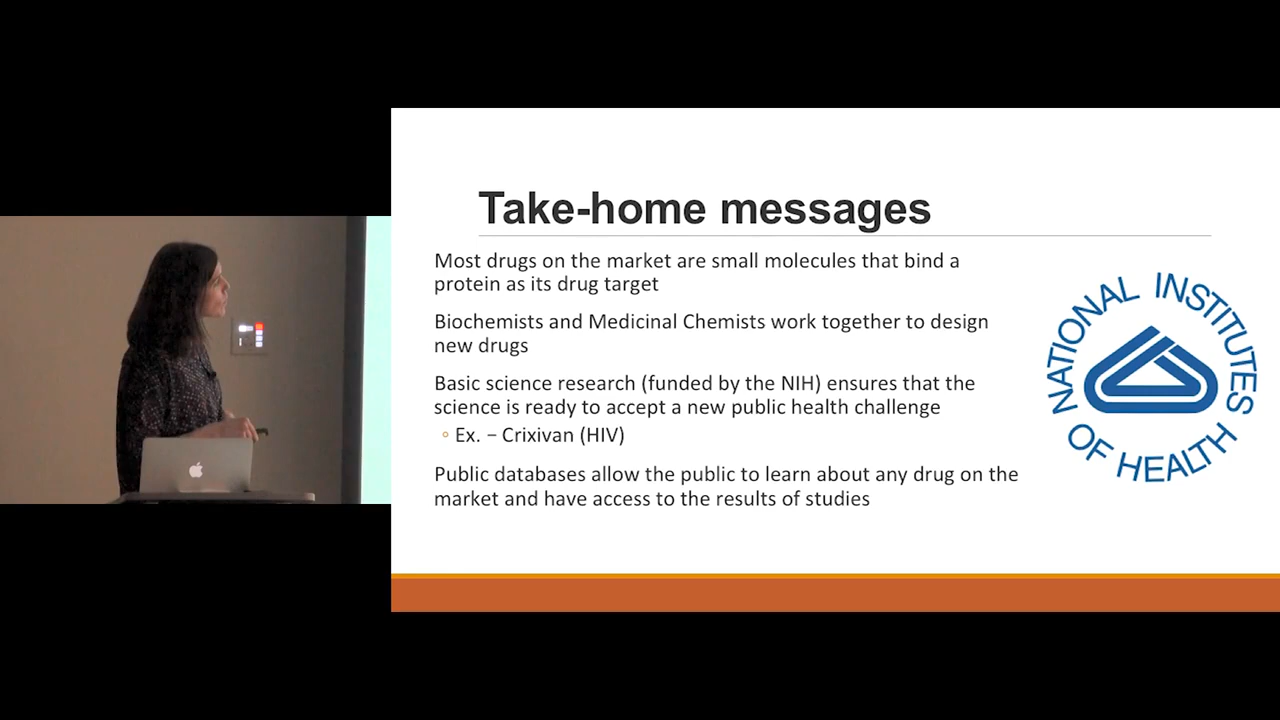 Take-home messages
Most drugs on the market are small molecules that bind a
protein as its drug target
Biochemists and Medicinal Chemists work together to design
new drugs
Basic science research (funded by the NIH) ensures that the
science is ready to accept a new public health challenge
◦ Ex. – Crixivan (HIV)
Public databases allow the public to learn about any drug on the
market and have access to the results of studies
NATIONAL INSTITUTES
OF HEALTH